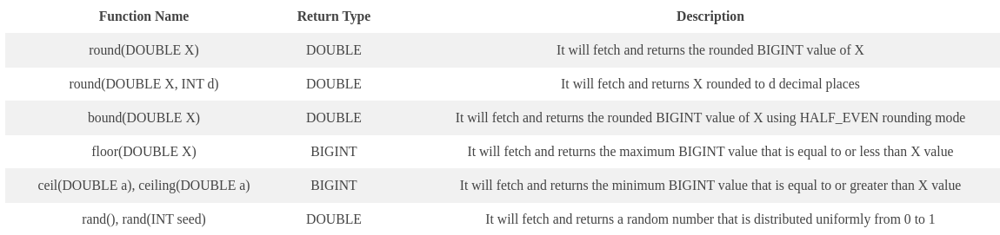 Function Name Return Type Description
round(DOUBLE X) DOUBLE It will fetch and returns the rounded BIGINT value of X
round(DOUBLE X, INT d) DOUBLE It will fetch and returns X rounded to d decimal places
bound(DOUBLE X) DOUBLE It will fetch and returns the rounded BIGINT value of X using HALF_EVEN rounding mode
floor(DOUBLE X) BIGINT It will fetch and returns the maximum BIGINT value that is equal to or less than X value
ceil(DOUBLE a), ceiling(DOUBLE a) BIGINT It will fetch and returns the minimum BIGINT value that is equal to or greater than X value
rand(), rand(INT seed) DOUBLE It will fetch and returns a random number that is distributed uniformly from 0 to 1